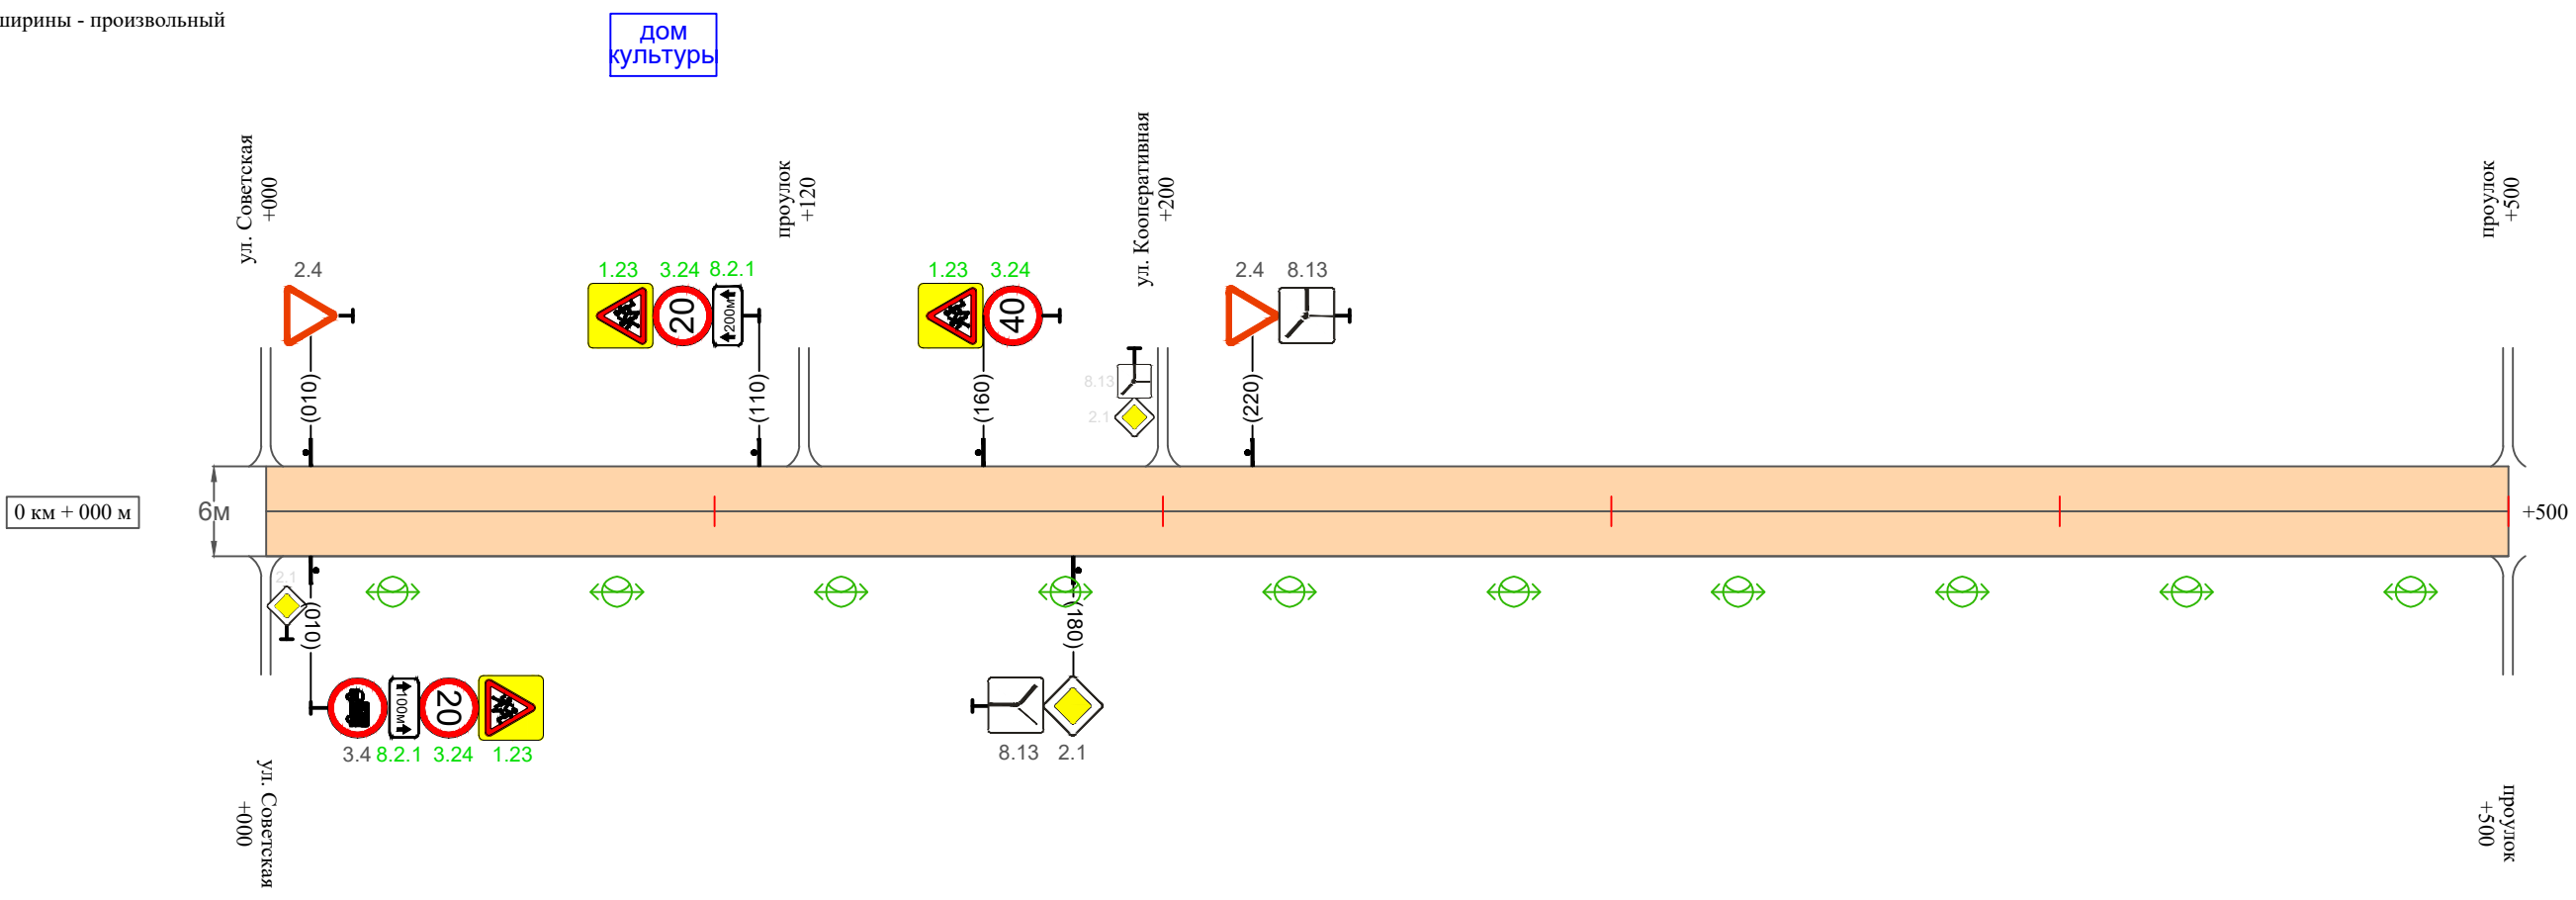 ширины - произвольный
дом
культуры
ул. Советская
+000
проулок
+120
ул. Кооперативная
+200
проулок
+500
2.4
1.23 3.24 8.2.1
20
200м
1.23 3.24
40
2.4 8.13
(010)
(110)
(160)
8.13
2.1
(220)
0 км + 000 м
6м
+500
2.1
(010)
(180)
100м
20
3.4 8.2.1 3.24 1.23
8.13 2.1
ул. Советская
+000
проулок
+500